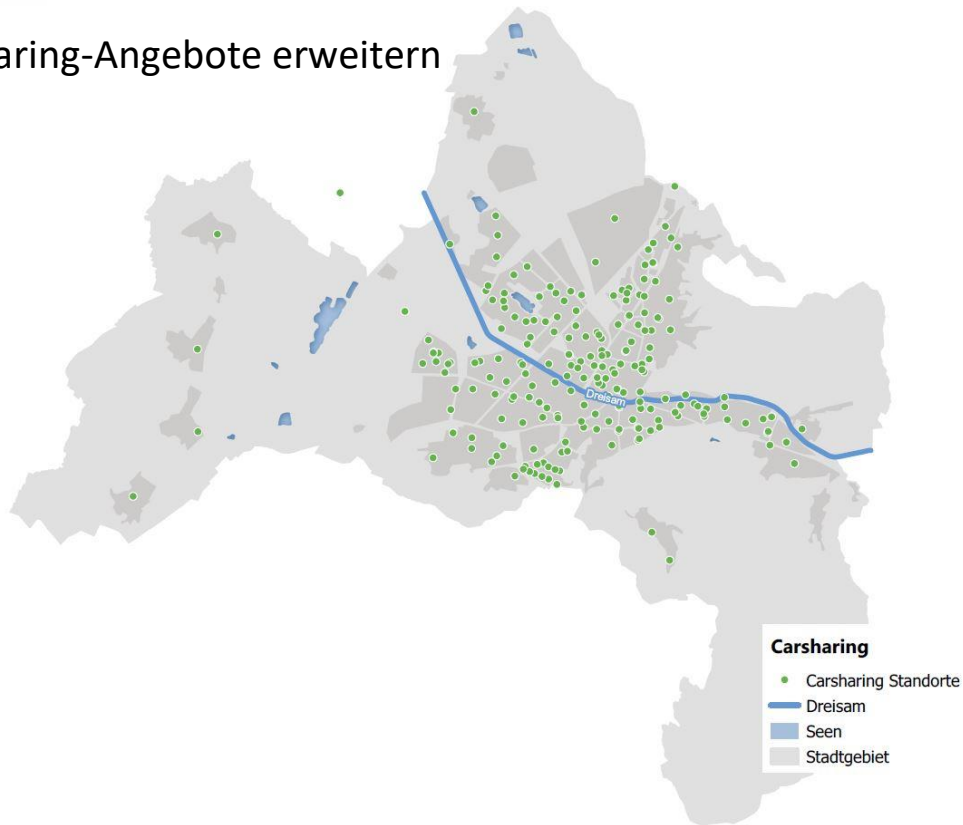 aring-Angebote erweitern
Dreisam
Carsharing
Carsharing Standorte
Dreisam
Seen
Stadtgebiet